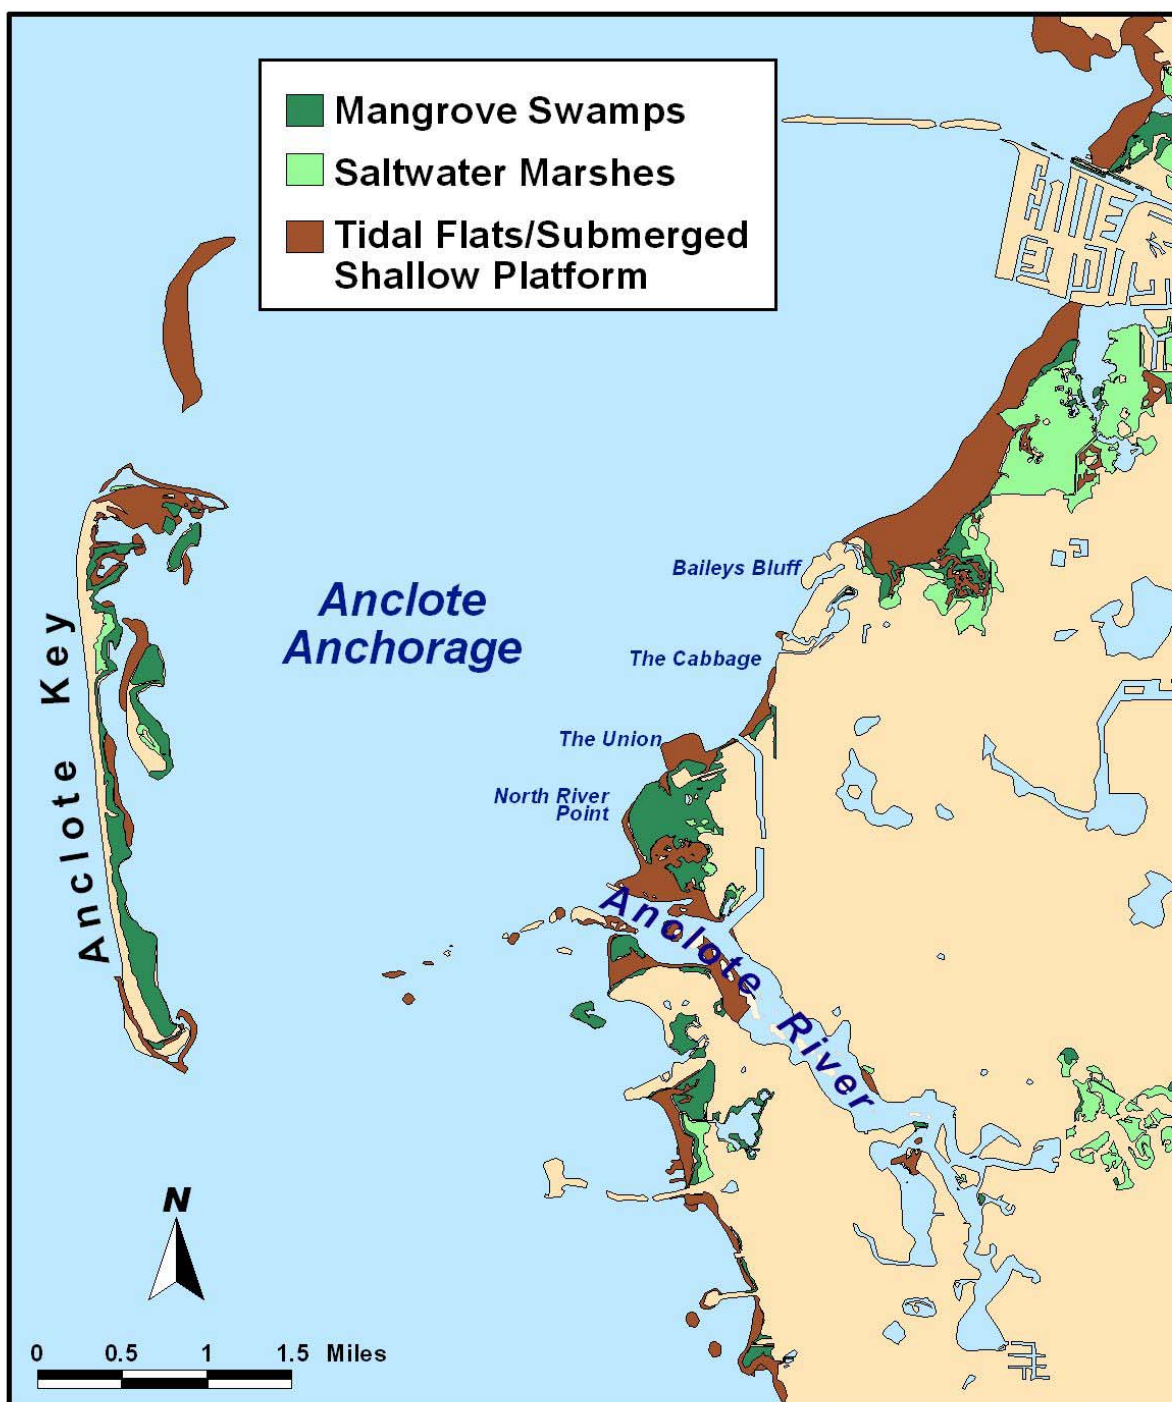 Mangrove Swamps
Saltwater Marshes
Tidal Flats/Submerged
Shallow Platform
Baileys Bluff
Anclote
Anchorage
The Cabbage
Anclote Key
The Union
North River
Point
Anclote River
N
0 0.5 1 1.5 Miles